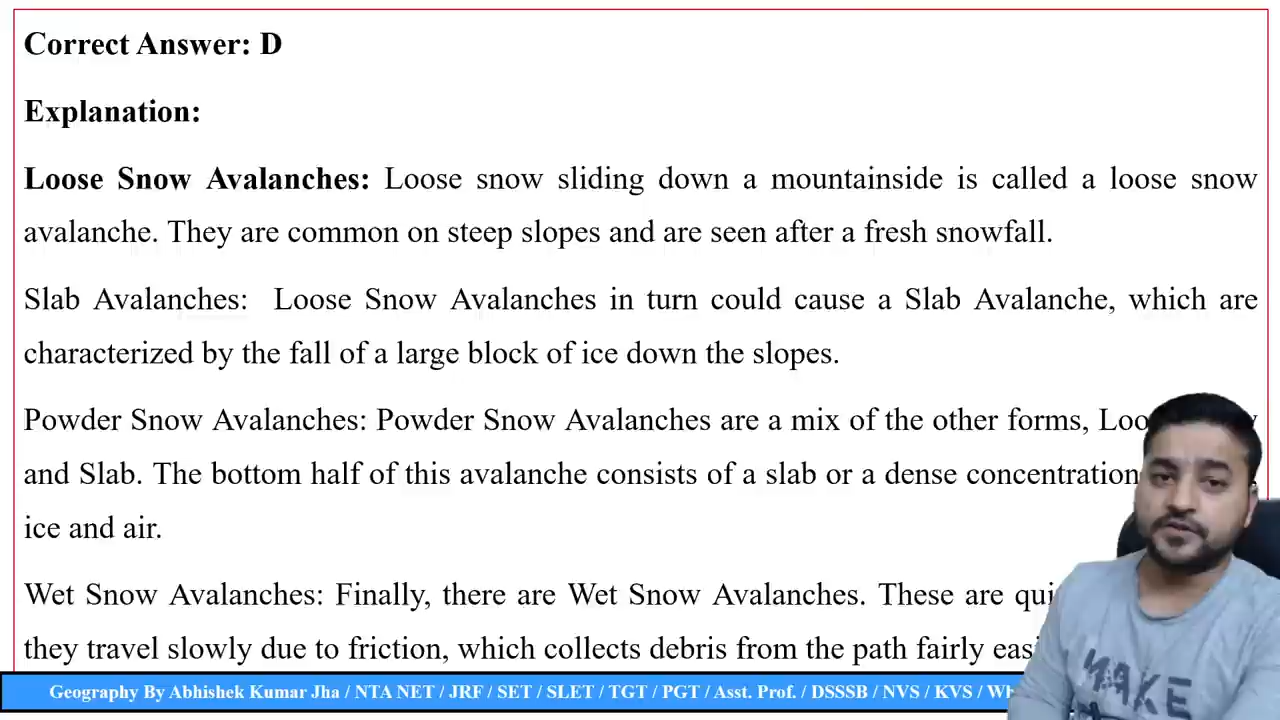 Correct Answer: D
Explanation:
Loose Snow Avalanches: Loose snow sliding down a mountainside is called a loose snow
avalanche. They are common on steep slopes and are seen after a fresh snowfall.
Slab Avalanches: Loose Snow Avalanches in turn could cause a Slab Avalanche, which are
characterized by the fall of a large block of ice down the slopes.
Powder Snow Avalanches: Powder Snow Avalanches are a mix of the other forms,
and Slab. The bottom half of this avalanche consists of a slab or a dense concentration
ice and air.
Wet Snow Avalanches: Finally, there are Wet Snow Avalanches. These are
they travel slowly due to friction, which collects debris from the path fairly
Geography By Abhishek Kumar Jha / NTA NET / JRF / SET / SLET / TGT / PGT / Asst. Prof. / DSSSB / NVS / KVS /
MAKE